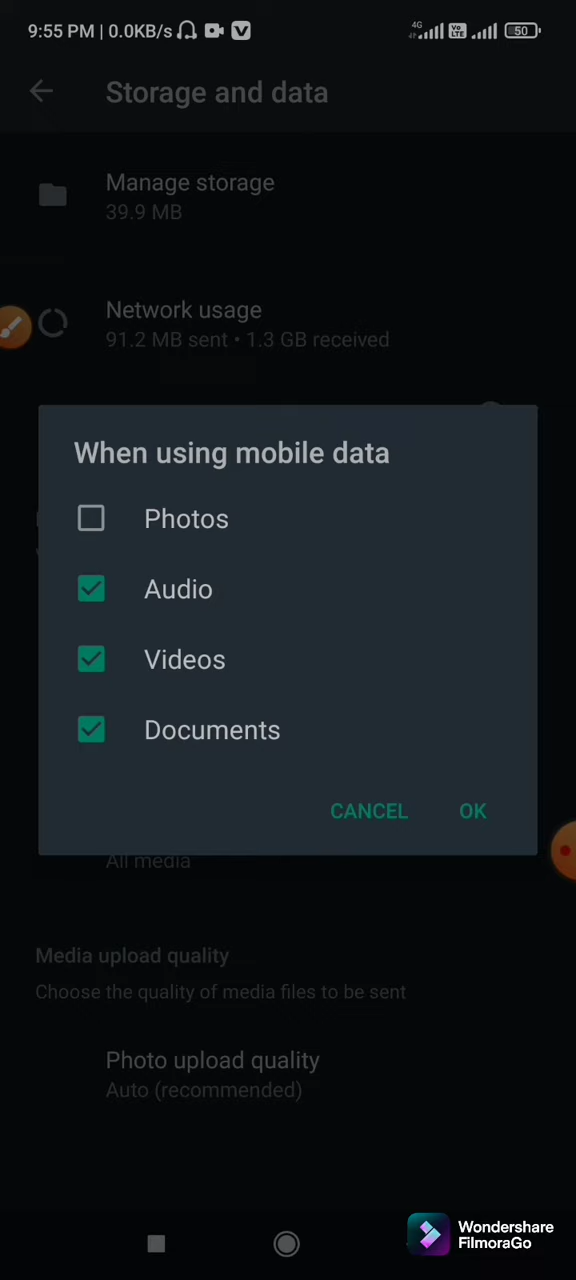 9:55 PM | 0.0KB/s
4G
Vo
LTE
50
Storage and data
Manage storage
39.9 MB
Network usage
91.2 MB sent • 1.3 GB received
When using mobile data
Photos
Audio
Videos
Documents
CANCEL OK
All media
Media upload quality
Choose the quality of media files to be sent
Photo upload quality
Auto (recommended)
Wondershare
FilmoraGo